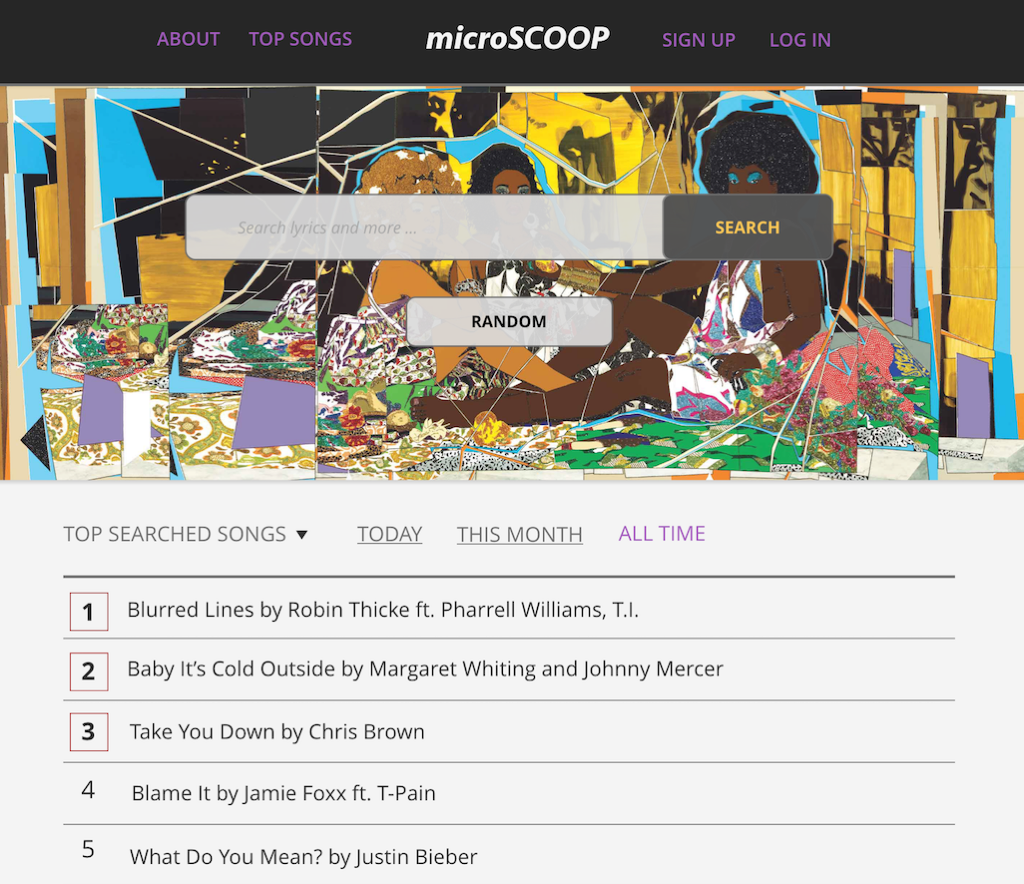 ABOUT TOP SONGS microSCOOP SIGN UP LOG IN
Search lyrics and more ... SEARCH
RANDOM
TOP SEARCHED SONGS TODAY THIS MONTH ALL TIME
1 Blurred Lines by Robin Thicke ft. Pharrell Williams, T.I.
2 Baby It’s Cold Outside by Margaret Whiting and Johnny Mercer
3 Take You Down by Chris Brown
4 Blame It by Jamie Foxx ft. T-Pain
5 What Do You Mean? by Justin Bieber